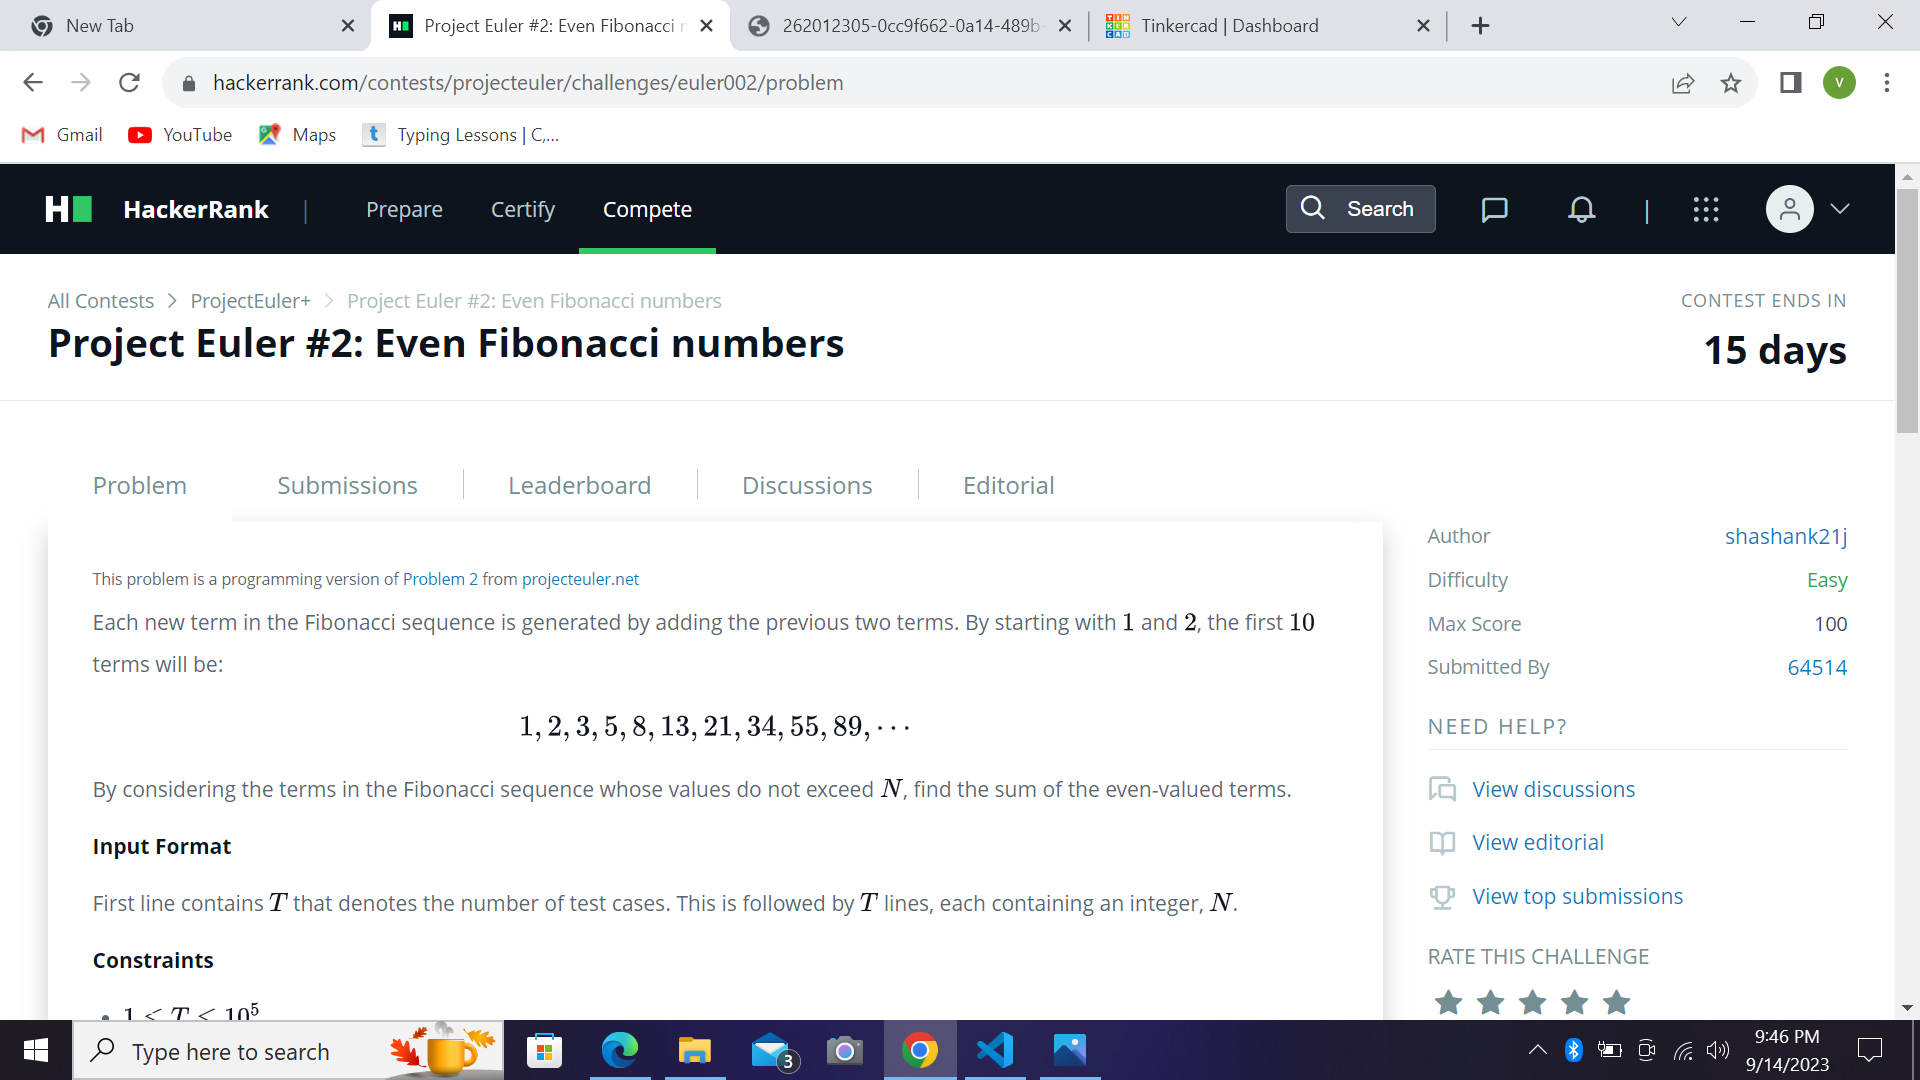 New Tab
Project Euler #2: Even Fibonacci n
262012305-0cc9f662-0a14-489b-
Tinkercad | Dashboard
hackerrank.com/contests/projecteuler/challenges/euler002/problem
V
Gmail
YouTube
Maps
t
Typing Lessons | C,...
H
HackerRank
|
Prepare
Certify
Compete
Search
|
All Contests > ProjectEuler+ > Project Euler #2: Even Fibonacci numbers
CONTEST ENDS IN
Project Euler #2: Even Fibonacci numbers
15 days
Problem
Submissions
Leaderboard
Discussions
Editorial
This problem is a programming version of Problem 2 from projecteuler.net
Each new term in the Fibonacci sequence is generated by adding the previous two terms. By starting with 1 and 2, the first 10
terms will be:
1, 2, 3, 5, 8, 13, 21, 34, 55, 89, ···
By considering the terms in the Fibonacci sequence whose values do not exceed N, find the sum of the even-valued terms.
Input Format
First line contains T that denotes the number of test cases. This is followed by T lines, each containing an integer, N.
Constraints
• 1 ≤ T ≤ 10⁵
Author
shashank21j
Difficulty
Easy
Max Score
100
Submitted By
64514
NEED HELP?
View discussions
View editorial
View top submissions
RATE THIS CHALLENGE
Type here to search
3
9:46 PM
9/14/2023